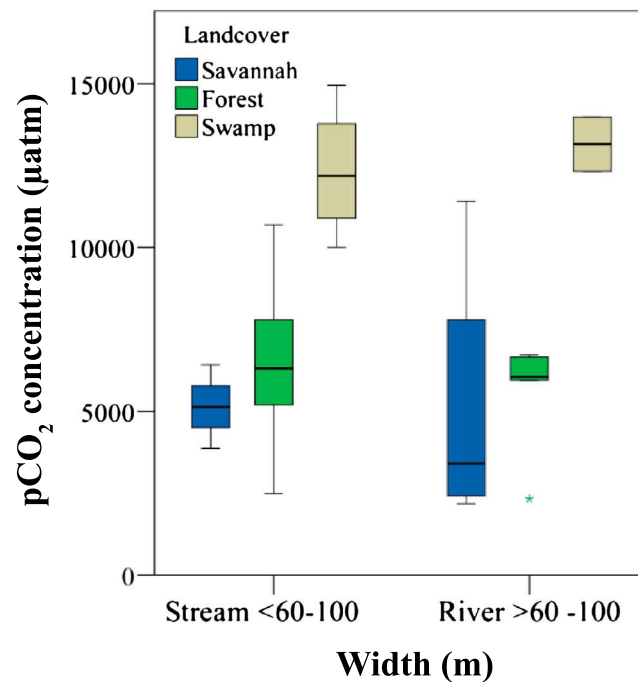 Landcover
Savannah
Forest
Swamp
pCO₂ concentration (µatm)
15000
10000
5000
0
Stream <60-100
River >60 -100
Width (m)